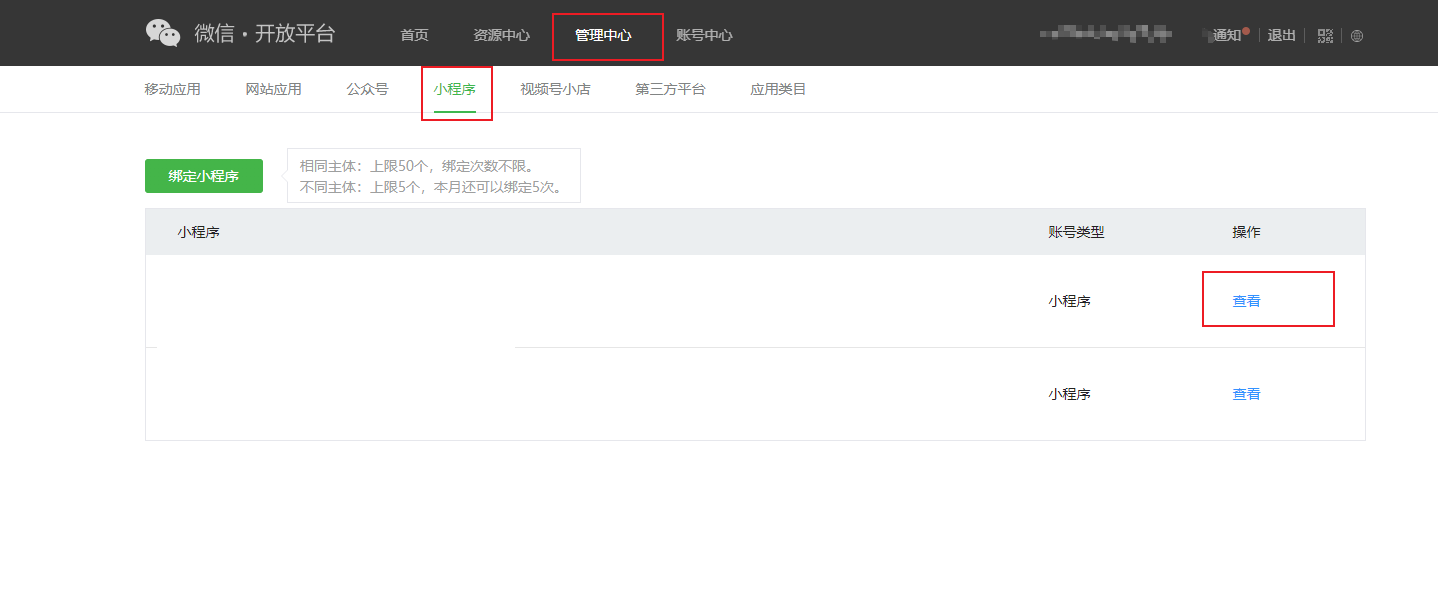 微信·开放平台 首页 资源中心 管理中心 账号中心 通知 退出
移动应用 网站应用 公众号 小程序 视频号小店 第三方平台 应用类目
绑定小程序
相同主体：上限50个，绑定次数不限。
不同主体：上限5个，本月还可以绑定5次。
小程序 账号类型 操作
小程序 查看
小程序 查看